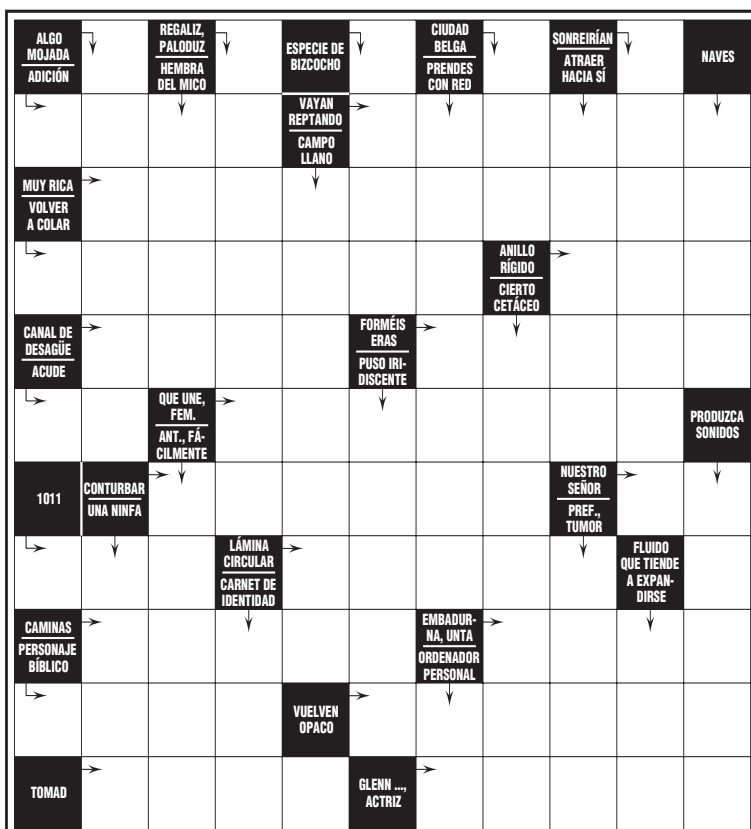 ALGO
MOJADA
ADICIÓN
REGALIZ,
PALODUZ
HEMBRA
DEL MICO
ESPECIE DE
BIZCOCHO
CIUDAD
BELGA
PRENDES
CON RED
SONREIRÍAN
ATRAER
HACIA SÍ
NAVES
VAYAN
REPTANDO
CAMPO
LLANO
MUY RICA
VOLVER
A COLAR
ANILLO
RÍGIDO
CIERTO
CETÁCEO
CANAL DE
DESAGÜE
ACUDE
FORMÉIS
ERAS
PUSO IRI-
DISCENTE
QUE UNE,
FEM.
ANT., FÁ-
CILMENTE
PRODUZCA
SONIDOS
1011
CONTURBAR
UNA NINFA
NUESTRO
SEÑOR
PREF.,
TUMOR
LÁMINA
CIRCULAR
CARNET DE
IDENTIDAD
FLUIDO
QUE TIENDE
A EXPAN-
DIRSE
CAMINAS
PERSONAJE
BÍBLICO
EMBADUR-
NA, UNTA
ORDENADOR
PERSONAL
VUELVEN
OPACO
TOMAD
GLENN ...,
ACTRIZ